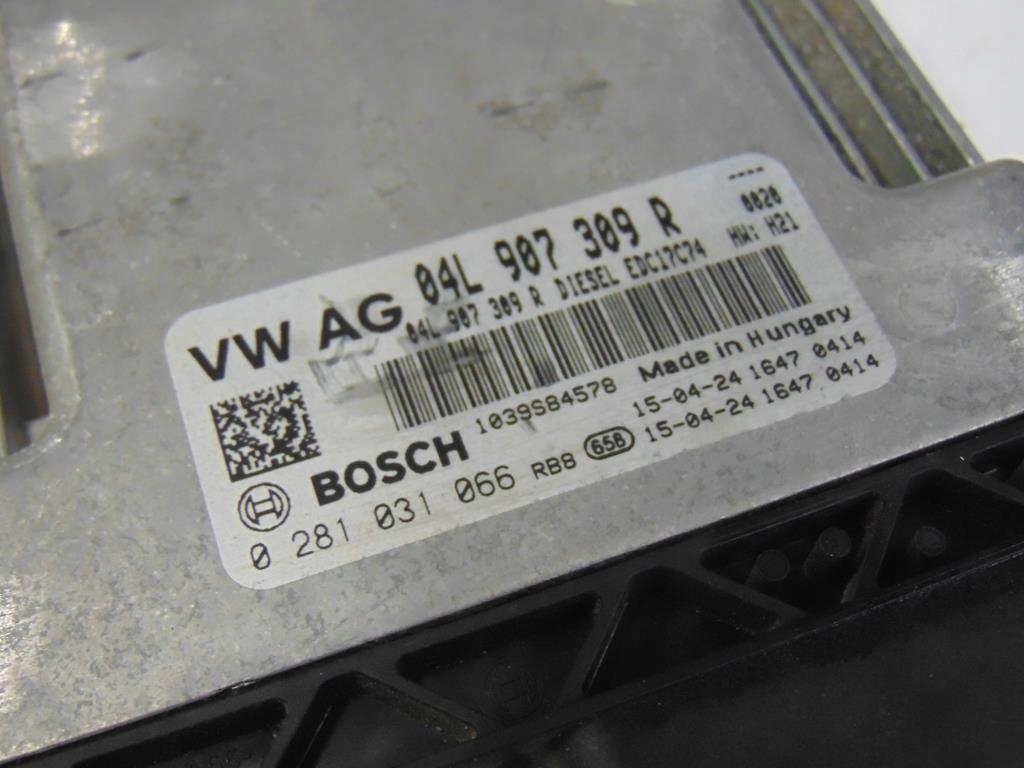 ----
VW AG 04L 907 309 R 0020
04L 907 309 R DIESEL EDC17C74 HW: H21
1039S84578 Made in Hungary
BOSCH 15-04-24 1647 0414
0 281 031 066 RB8 658 15-04-24 1647 0414